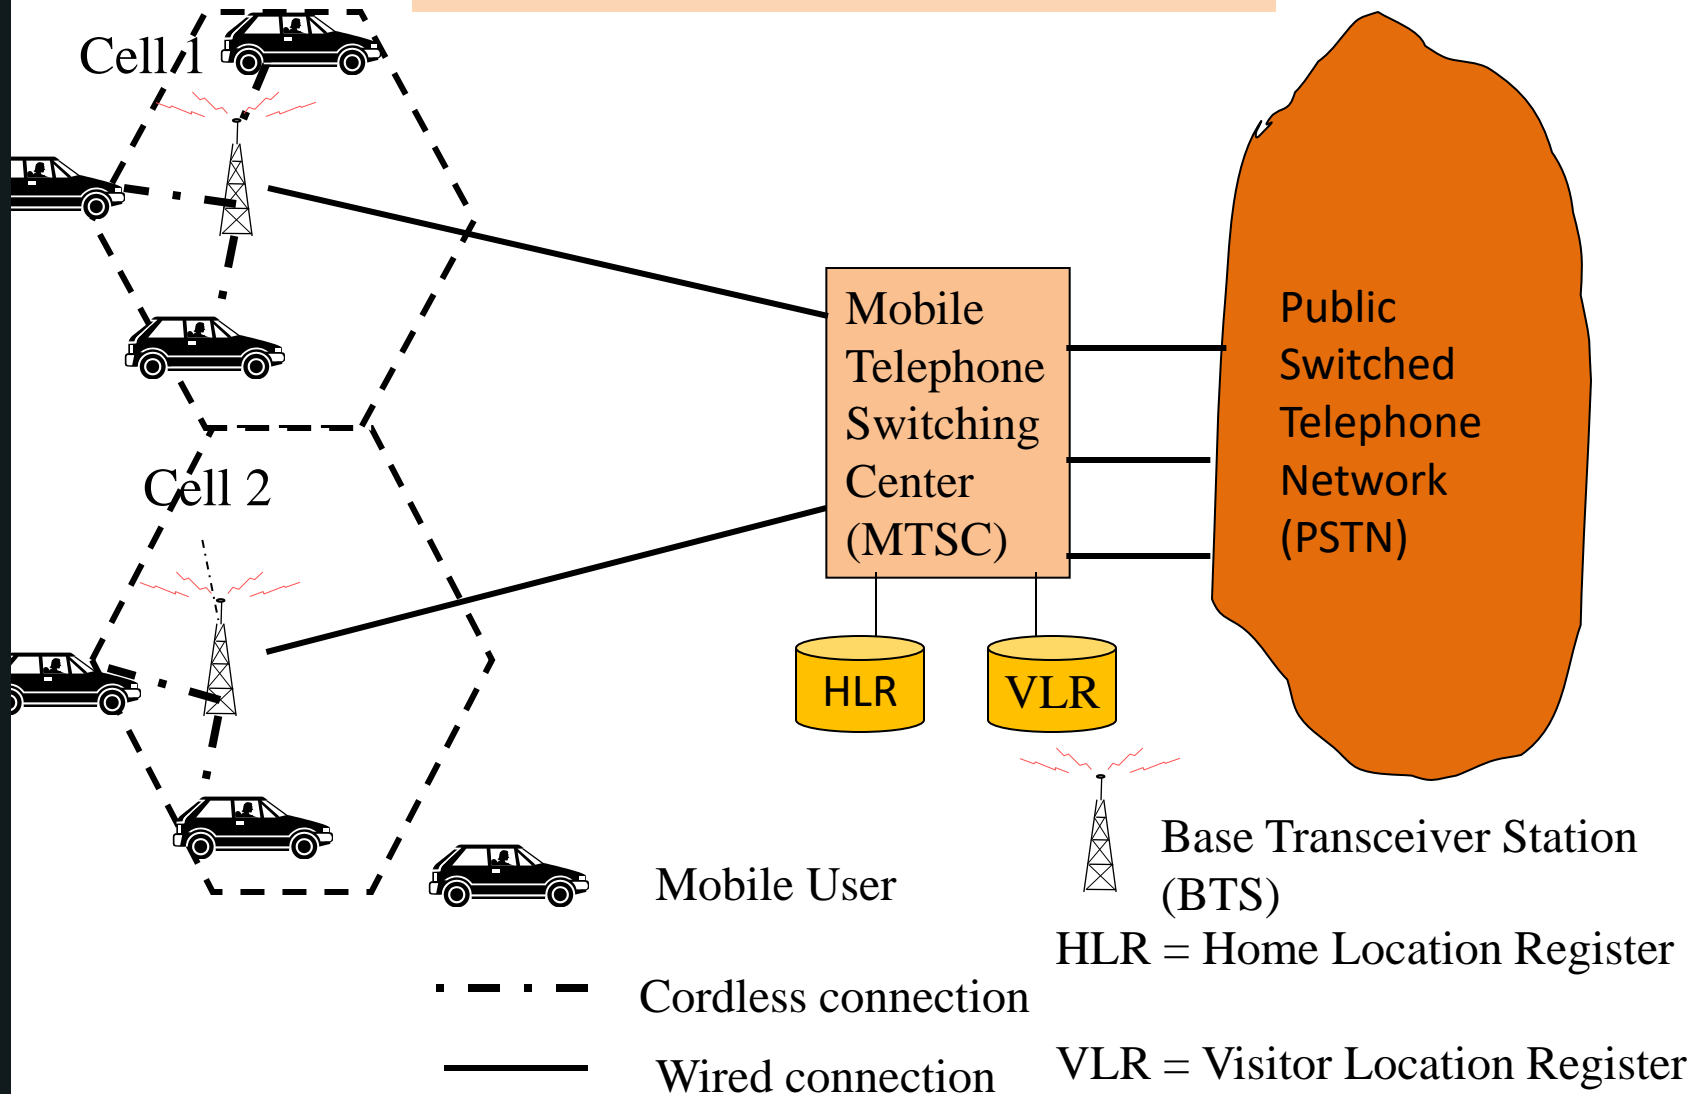 Cell 1
Cell 2
Mobile
Telephone
Switching
Center
(MTSC)
Public
Switched
Telephone
Network
(PSTN)
HLR
VLR
Base Transceiver Station
(BTS)
Mobile User
HLR = Home Location Register
Cordless connection
VLR = Visitor Location Register
Wired connection